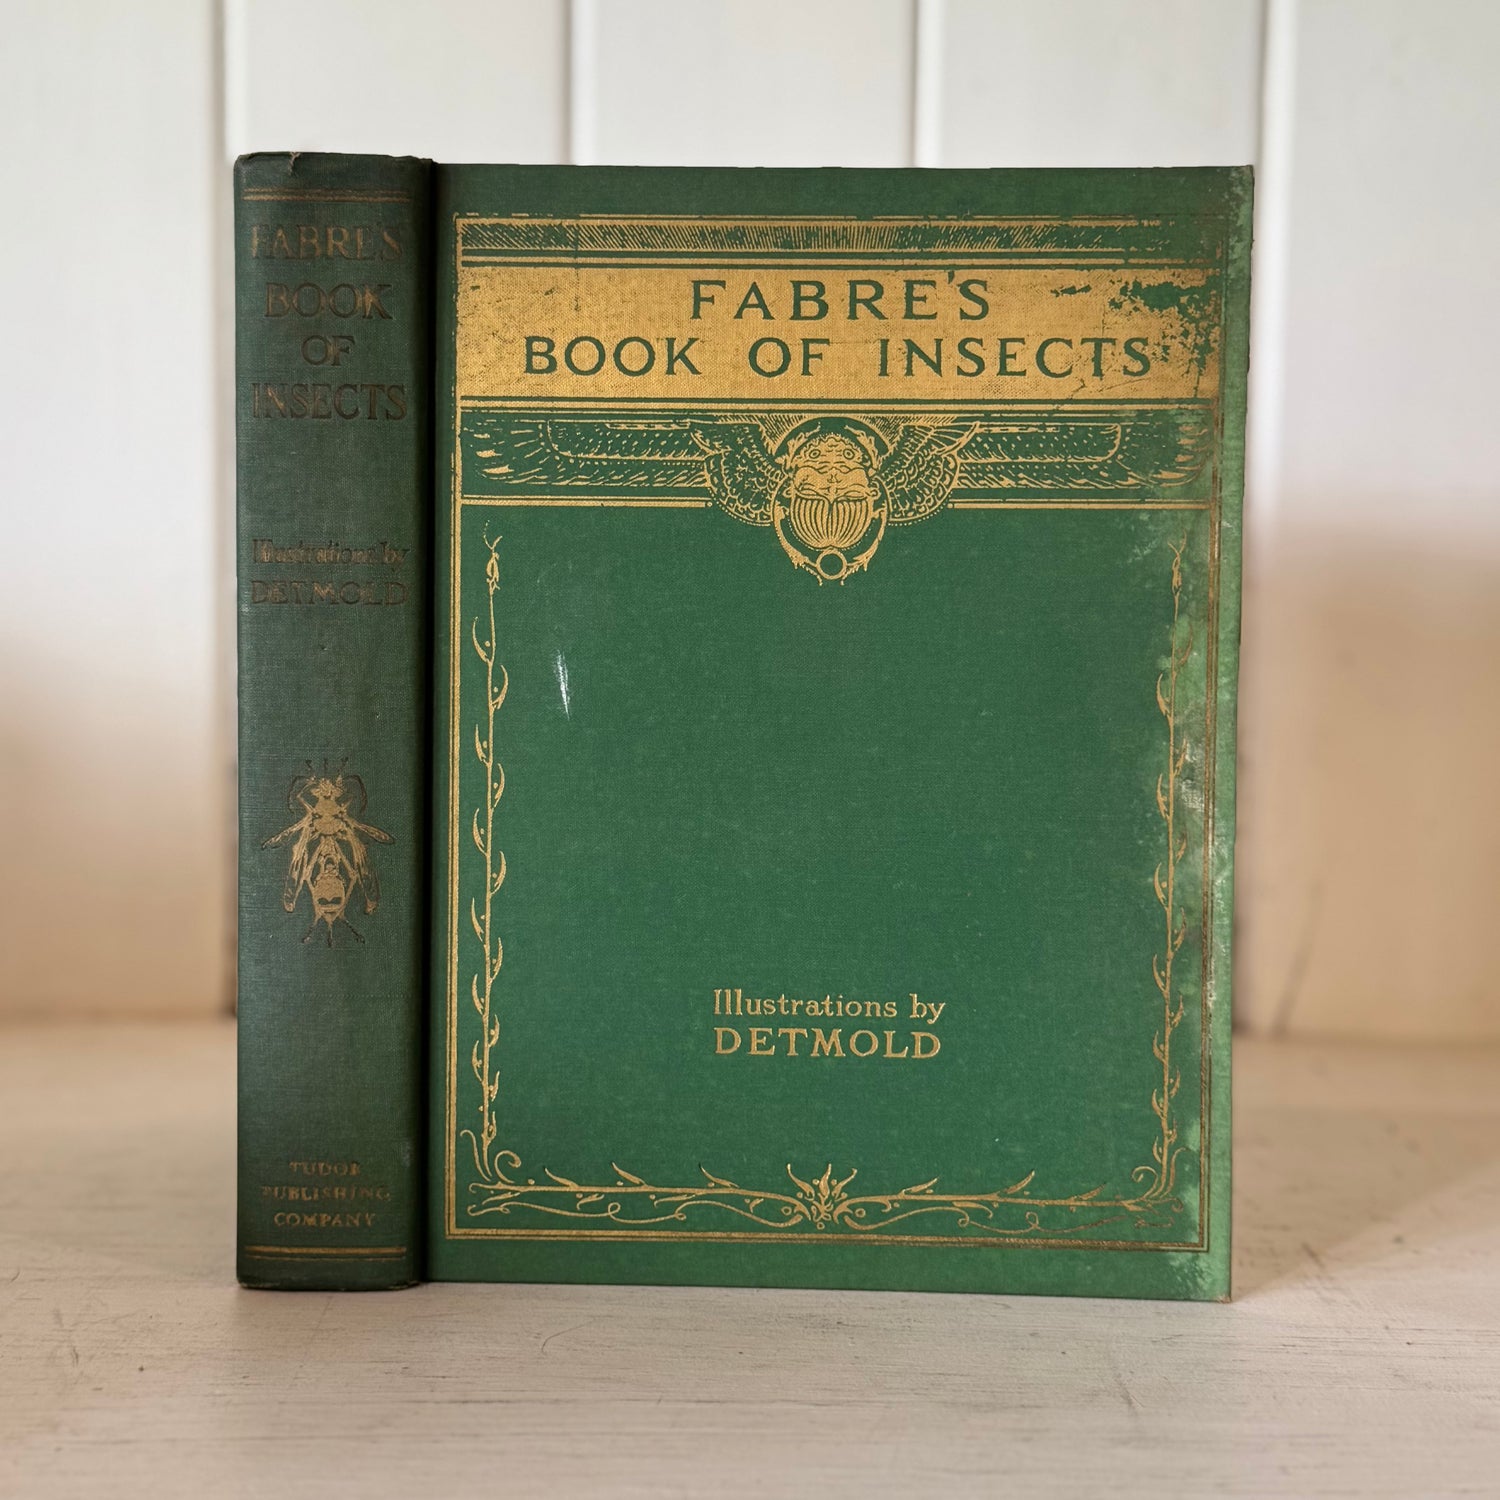 FABRE'S
BOOK
OF
INSECTS
Illustrations by
DETMOLD
TUDOR
PUBLISHING
COMPANY
FABRE'S
BOOK OF INSECTS
Illustrations by
DETMOLD